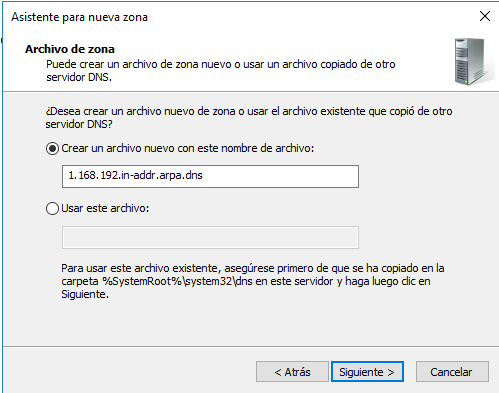 Asistente para nueva zona
Archivo de zona
Puede crear un archivo de zona nuevo o usar un archivo copiado de otro
servidor DNS.
¿Desea crear un archivo nuevo de zona o usar el archivo existente que copió de otro
servidor DNS?
Crear un archivo nuevo con este nombre de archivo:
1.168.192.in-addr.arpa.dns
Usar este archivo:
Para usar este archivo existente, asegúrese primero de que se ha copiado en la
carpeta %SystemRoot%\system32\dns en este servidor y haga luego clic en
Siguiente.
< Atrás
Siguiente >
Cancelar